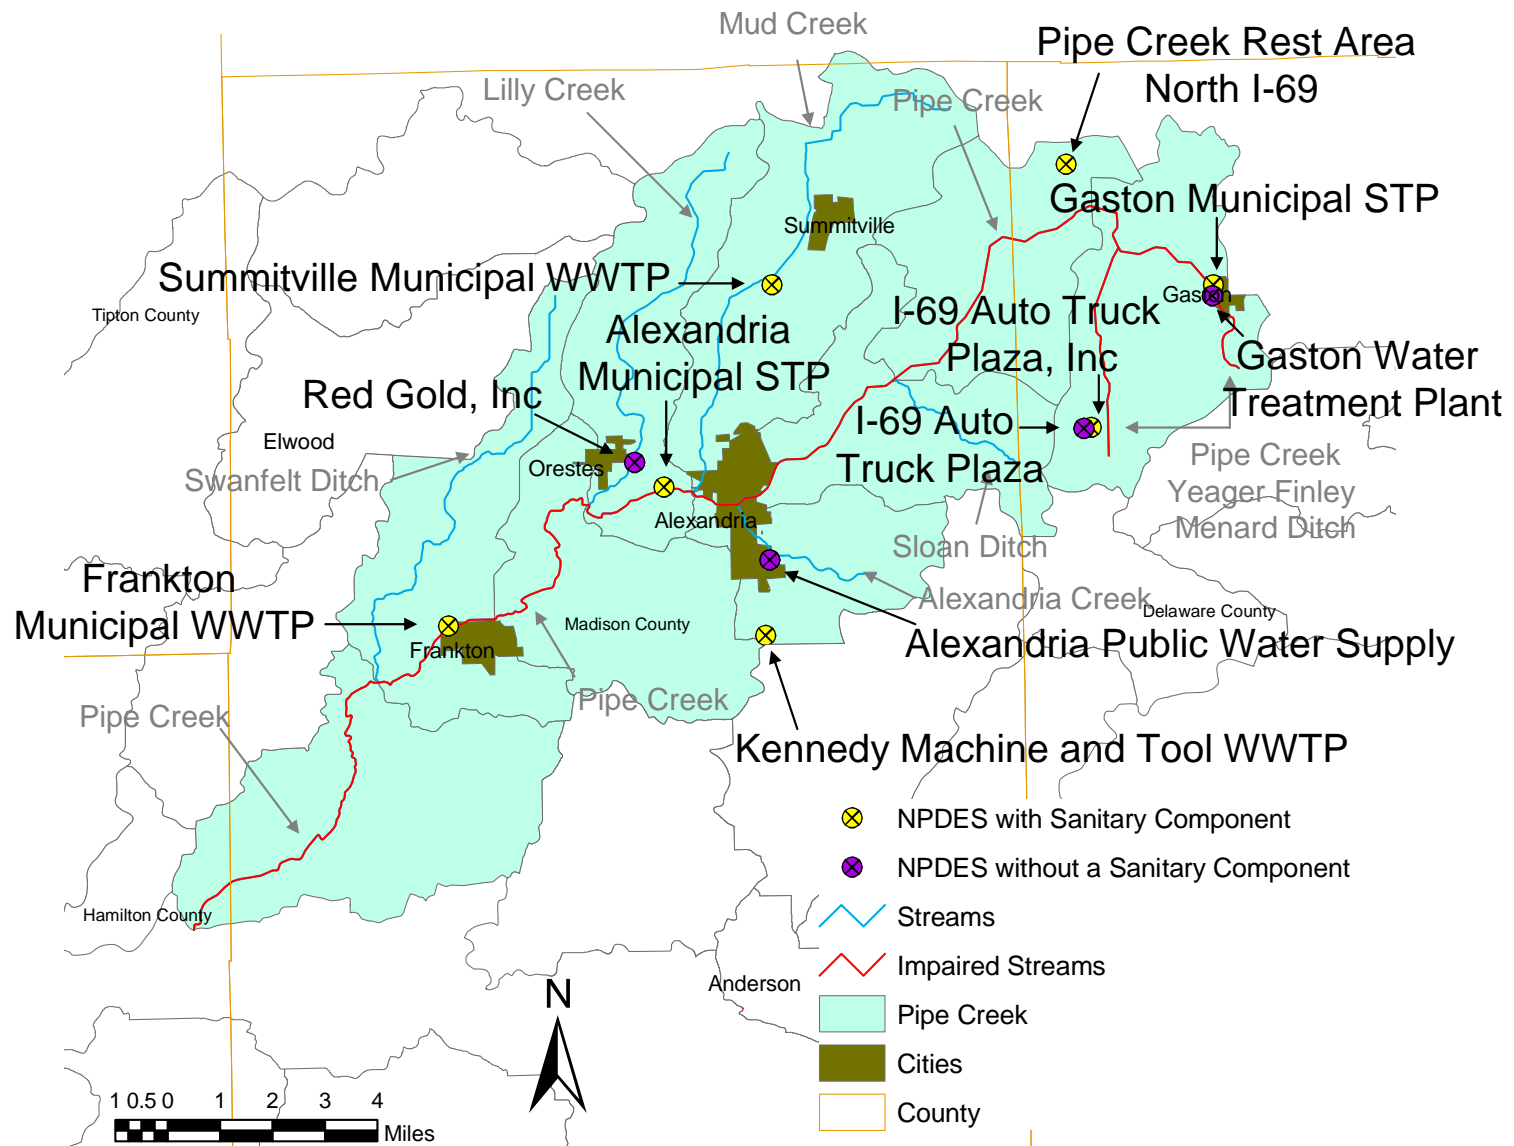 Mud Creek
Pipe Creek Rest Area
North I-69
Lilly Creek
Pipe Creek
Gaston Municipal STP
Summitville
Summitville Municipal WWTP
Gaston
Tipton County
I-69 Auto Truck
Plaza, Inc
Alexandria
Municipal STP
Gaston Water
Treatment Plant
Red Gold, Inc
I-69 Auto
Truck Plaza
Elwood
Orestes
Swanfelt Ditch
Pipe Creek
Yeager Finley
Menard Ditch
Alexandria
Sloan Ditch
Frankton
Municipal WWTP
Alexandria Creek
Delaware County
Madison County
Alexandria Public Water Supply
Frankton
Pipe Creek
Pipe Creek
Kennedy Machine and Tool WWTP
NPDES with Sanitary Component
NPDES without a Sanitary Component
Hamilton County
Streams
Impaired Streams
Anderson
N
Pipe Creek
Cities
County
1 0.5 0 1 2 3 4
Miles